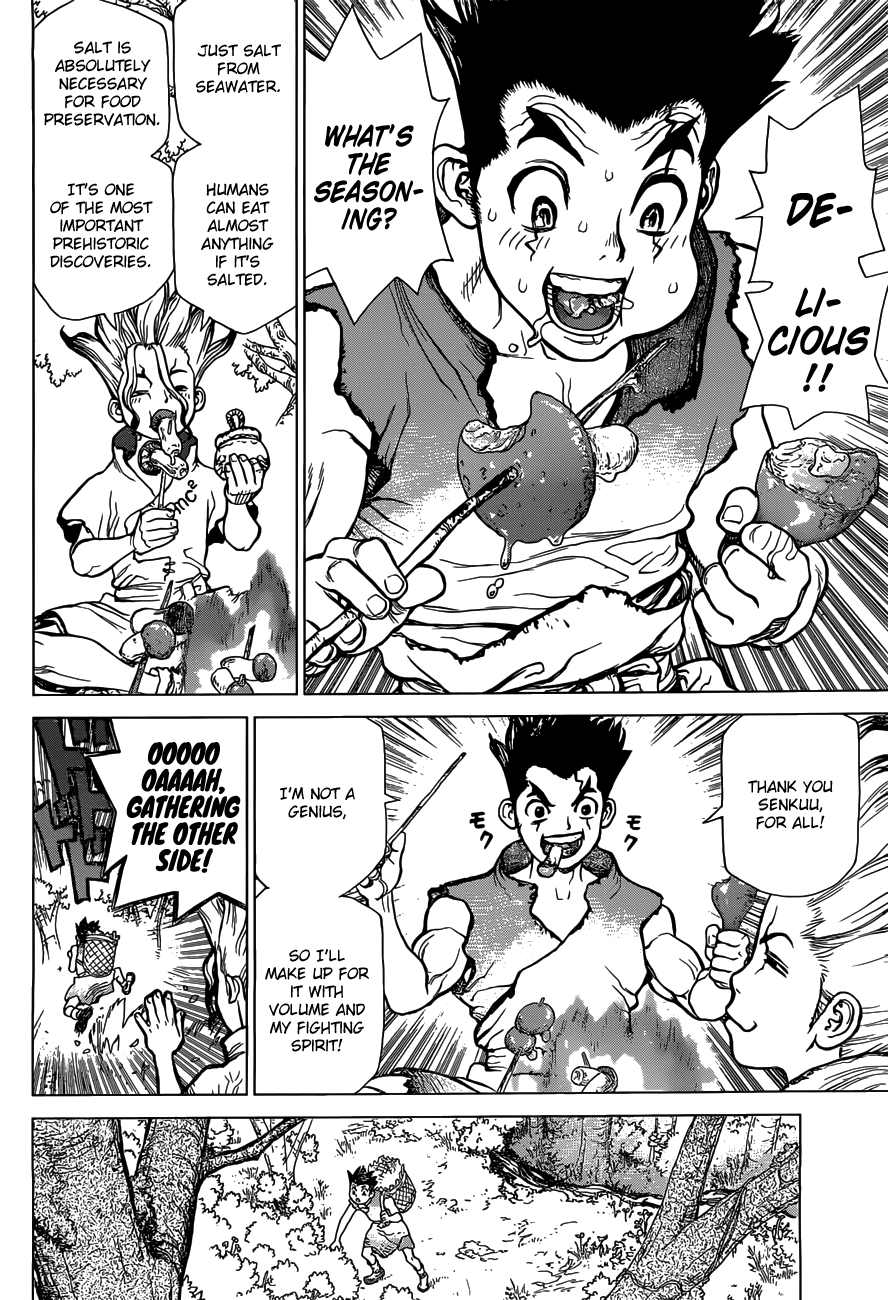 DE-
LI-
CIOUS
!!
WHAT'S
THE
SEASON-
ING?
JUST SALT
FROM
SEAWATER.
HUMANS
CAN EAT
ALMOST
ANYTHING
IF IT'S
SALTED.
SALT IS
ABSOLUTELY
NECESSARY
FOR FOOD
PRESERVATION.
IT'S ONE
OF THE MOST
IMPORTANT
PREHISTORIC
DISCOVERIES.
mc²
THANK YOU
SENKUU,
FOR ALL!
モグ
モグ
I'M NOT A
GENIUS,
SO I'LL
MAKE UP FOR
IT WITH
VOLUME AND
MY FIGHTING
SPIRIT!
OOOOO
OAAAAH,
GATHERING
THE OTHER
SIDE!